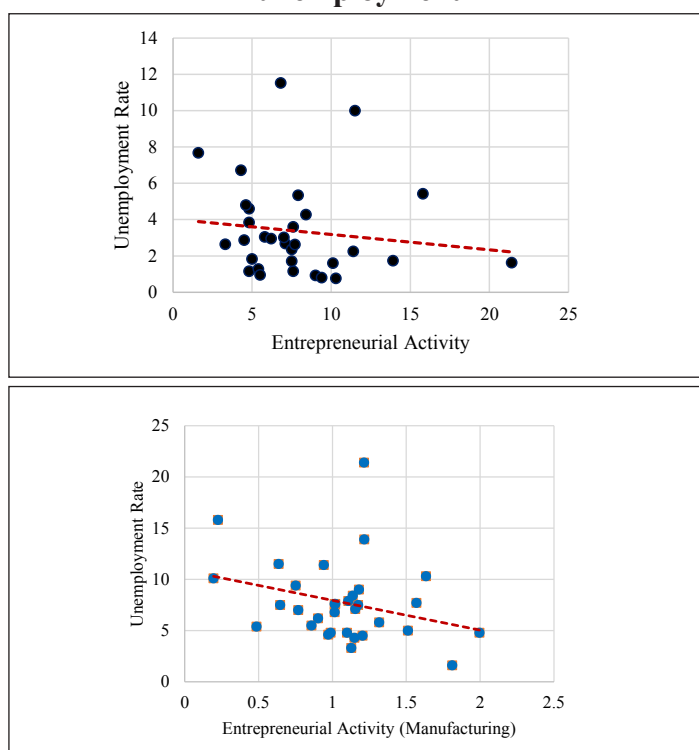 14
12
10
8
6
4
2
0
0 5 10 15 20 25
Unemployment Rate
Entrepreneurial Activity
25
20
15
10
5
0
0 0.5 1 1.5 2 2.5
Unemployment Rate
Entrepreneurial Activity (Manufacturing)